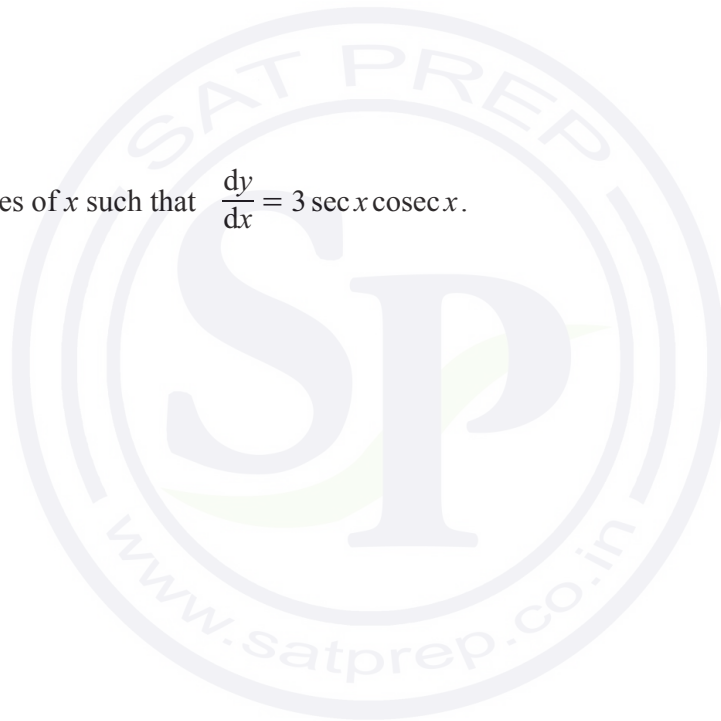 SAT PREP
es of x such that dy/dx = 3 sec x cosec x.
SP
www.satprep.co.in